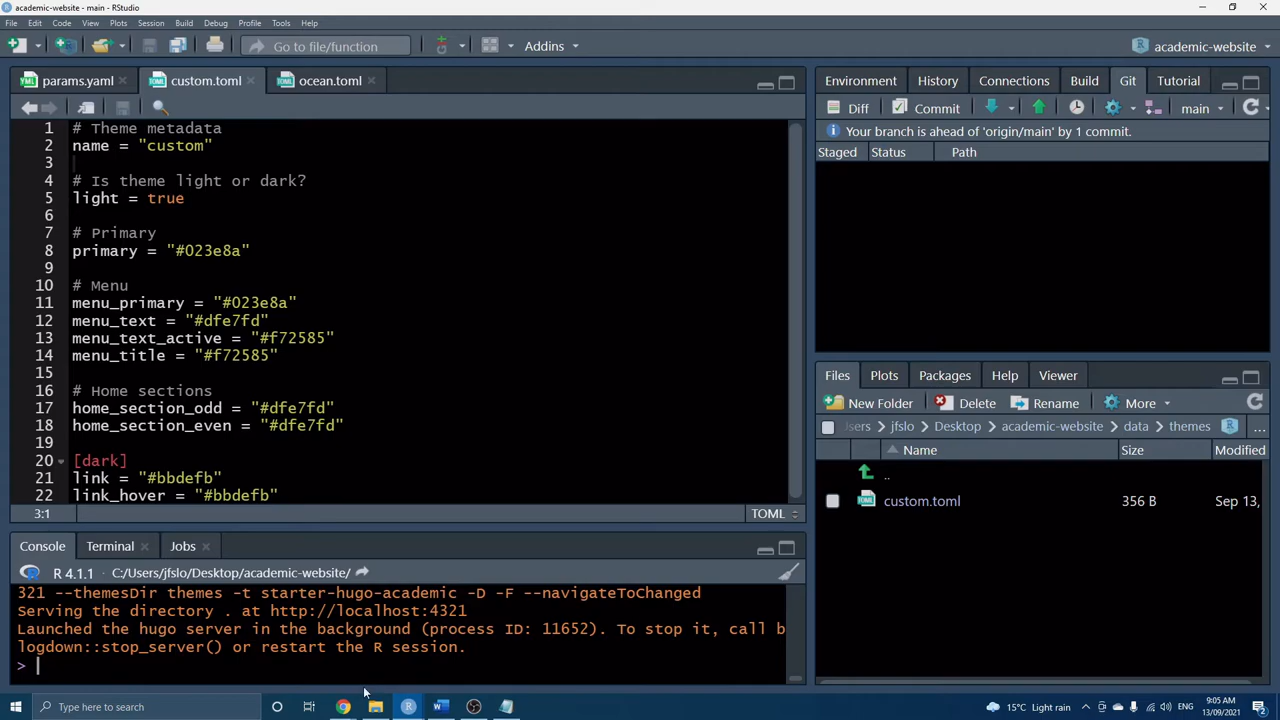 academic-website - main - RStudio
File Edit Code View Plots Session Build Debug Profile Tools Help
Go to file/function Addins academic-website
params.yaml custom.toml ocean.toml
1 # Theme metadata
2 name = "custom"
3
4 # Is theme light or dark?
5 light = true
6
7 # Primary
8 primary = "#023e8a"
9
10 # Menu
11 menu_primary = "#023e8a"
12 menu_text = "#dfe7fd"
13 menu_text_active = "#f72585"
14 menu_title = "#f72585"
15
16 # Home sections
17 home_section_odd = "#dfe7fd"
18 home_section_even = "#dfe7fd"
19
20 [dark]
21 link = "#bbdefb"
22 link_hover = "#bbdefb"
3:1 TOML
Console Terminal Jobs
R 4.1.1 C:/Users/jfslo/Desktop/academic-website/
321 --themesDir themes -t starter-hugo-academic -D -F --navigateToChanged
Serving the directory . at http://localhost:4321
Launched the hugo server in the background (process ID: 11652). To stop it, call b
logdown::stop_server() or restart the R session.
>
Environment History Connections Build Git Tutorial
Diff Commit main
Your branch is ahead of 'origin/main' by 1 commit.
Staged Status Path
Files Plots Packages Help Viewer
New Folder Delete Rename More
Users jfslo Desktop academic-website data themes ...
Name Size Modified
..
custom.toml 356 B Sep 13,
Type here to search
15°C Light rain ENG 9:05 AM
13/09/2021 2